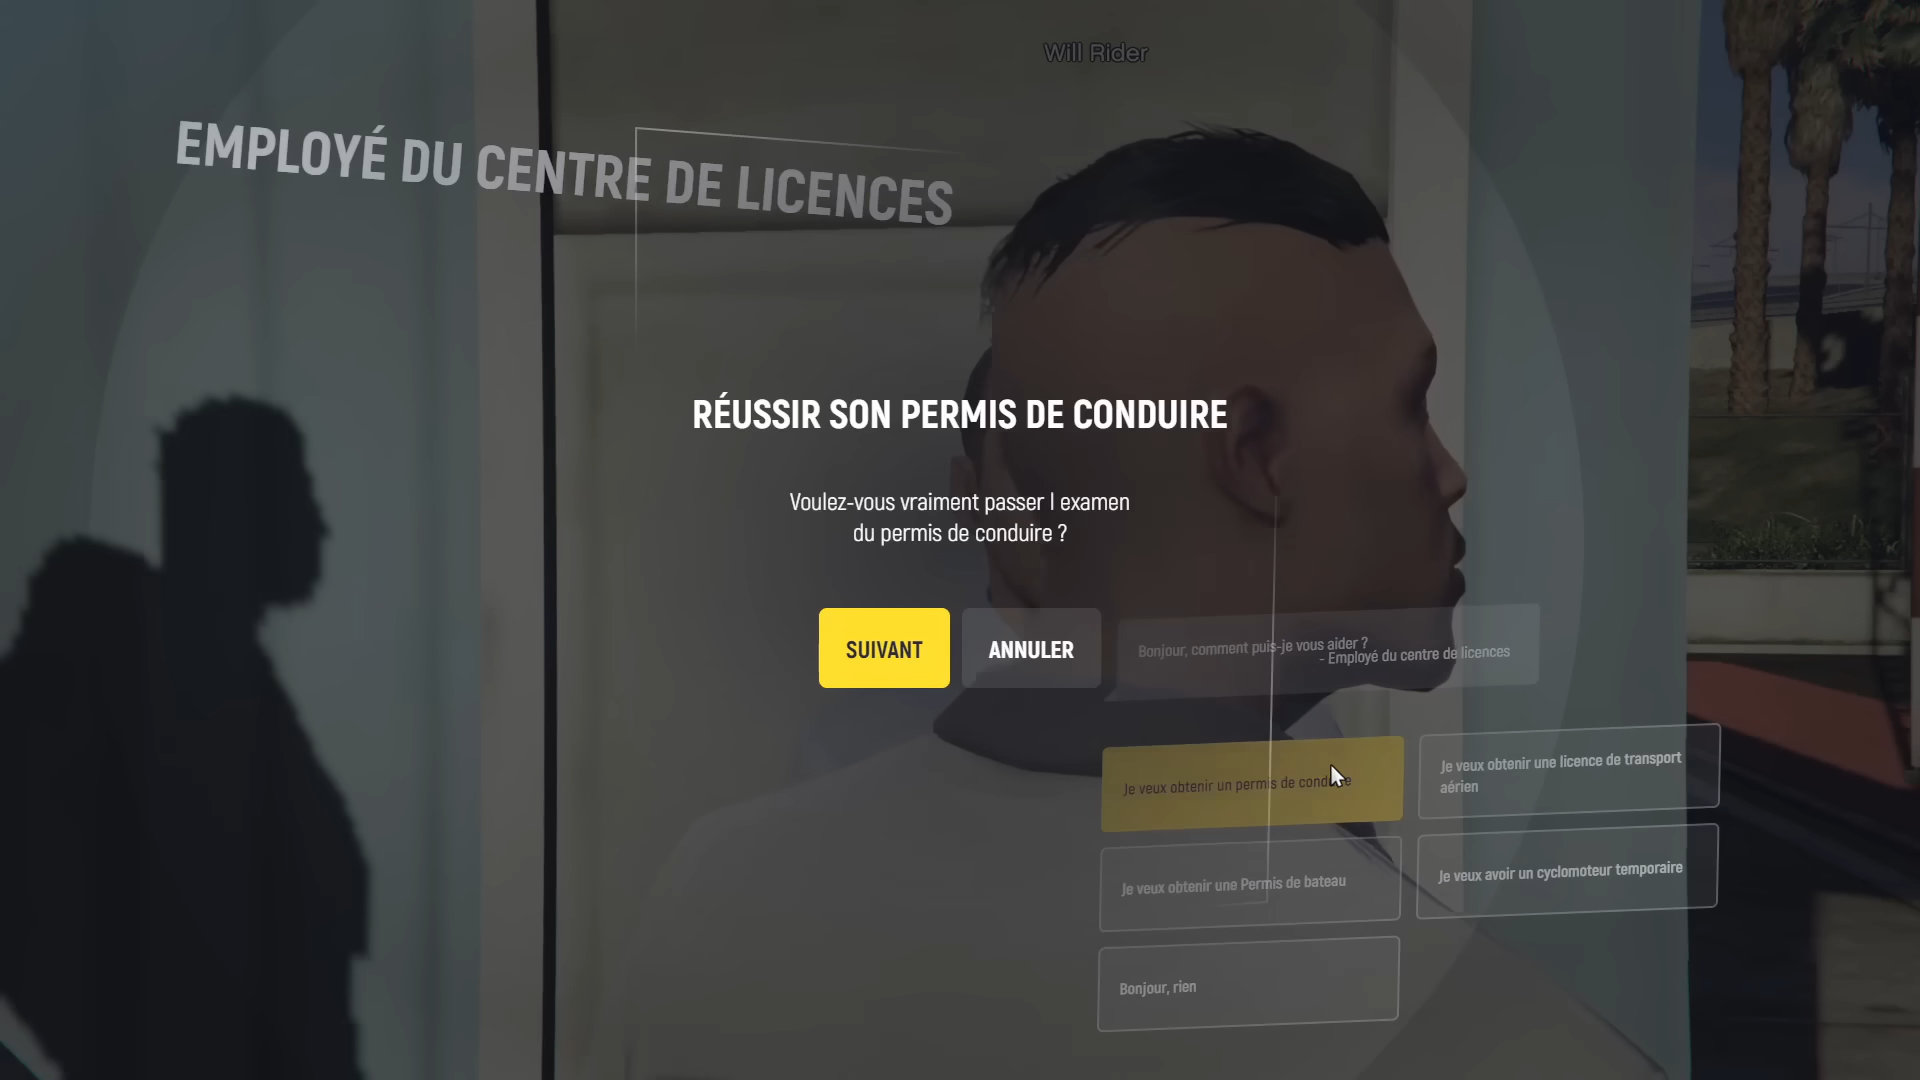 Will Rider
EMPLOYÉ DU CENTRE DE LICENCES
RÉUSSIR SON PERMIS DE CONDUIRE
Voulez-vous vraiment passer l examen
du permis de conduire ?
SUIVANT
ANNULER
Bonjour, comment puis-je vous aider ?
- Employé du centre de licences
Je veux obtenir un permis de conduire
Je veux obtenir une licence de transport
aérien
Je veux obtenir une Permis de bateau
Je veux avoir un cyclomoteur temporaire
Bonjour, rien